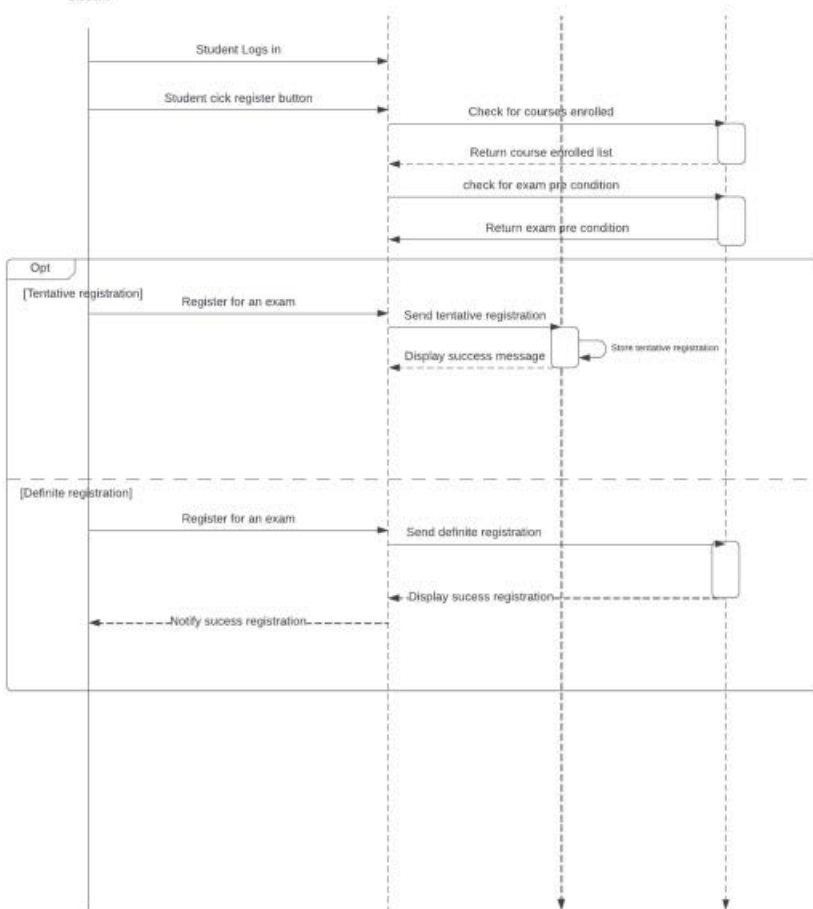 Student Logs in
Student cick register button
Check for courses enrolled
Return course enrolled list
check for exam pre condition
Return exam pre condition
Opt
[Tentative registration]
Register for an exam
Send tentative registration
Store tentative registration
Display success message
[Definite registration]
Register for an exam
Send definite registration
Display sucess registration
Notify sucess registration